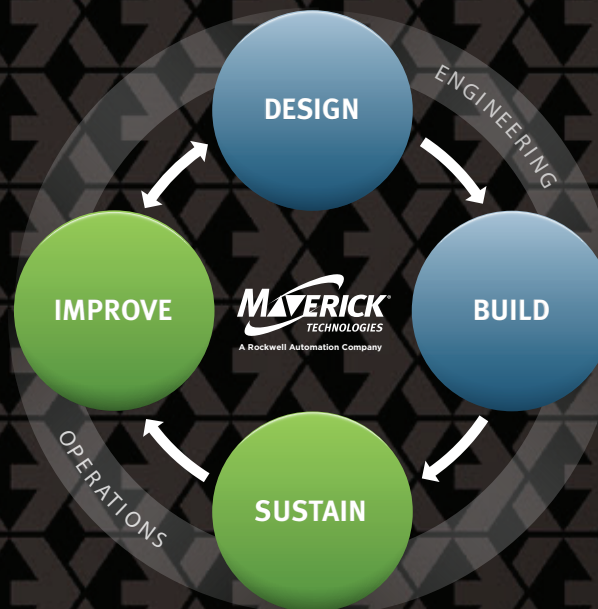 DESIGN
ENGINEERING
IMPROVE
MAVERICK®
TECHNOLOGIES
A Rockwell Automation Company
BUILD
OPERATIONS
SUSTAIN